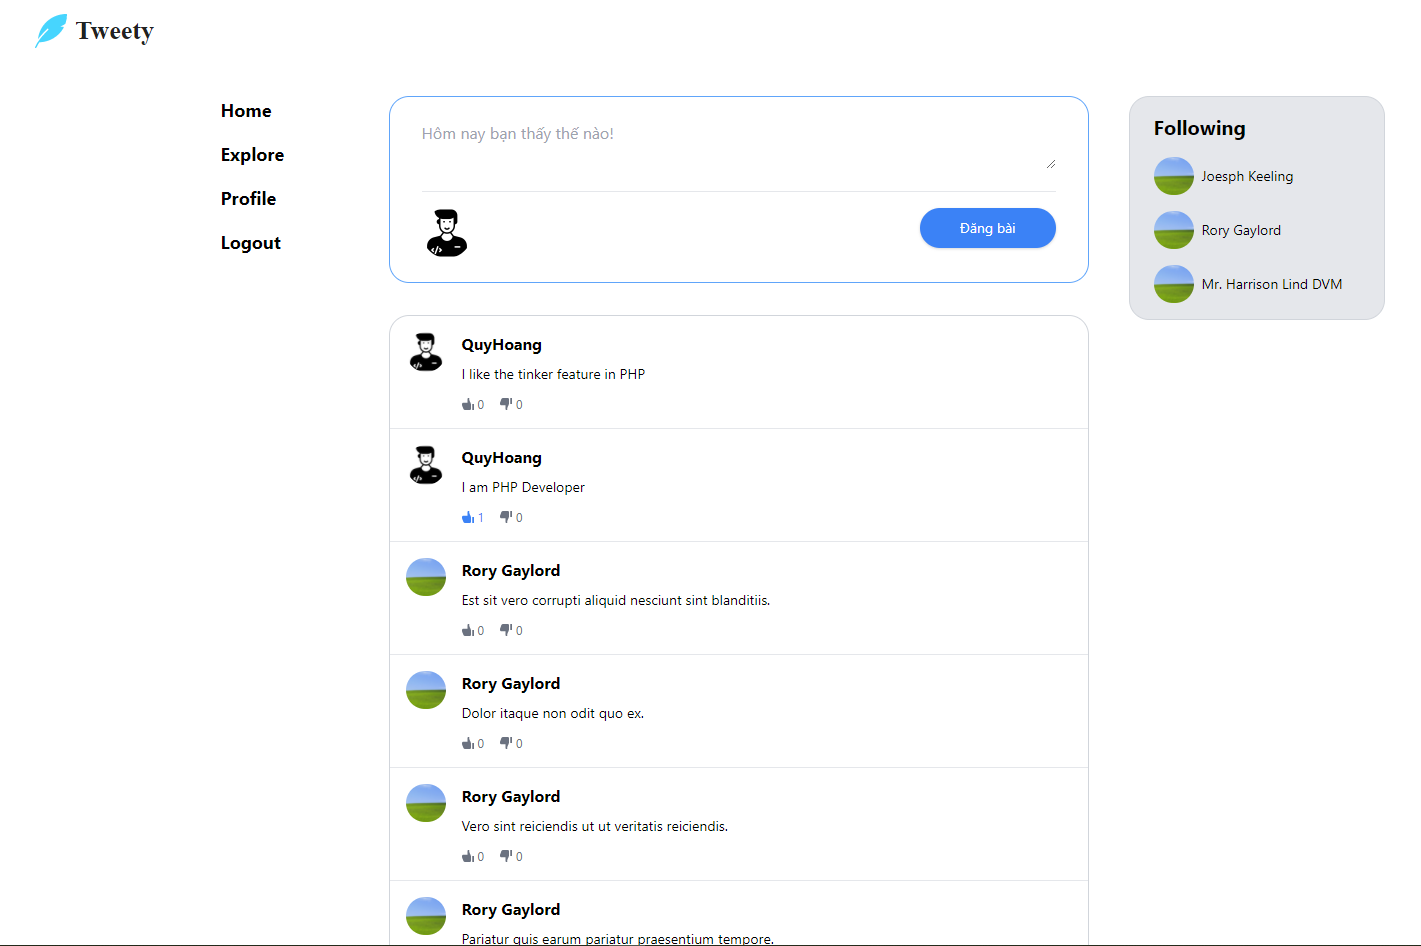 Tweety
Home
Explore
Profile
Logout
Hôm nay bạn thấy thế nào!
Đăng bài
QuyHoang
I like the tinker feature in PHP
0 0
QuyHoang
I am PHP Developer
1 0
Rory Gaylord
Est sit vero corrupti aliquid nesciunt sint blanditiis.
0 0
Rory Gaylord
Dolor itaque non odit quo ex.
0 0
Rory Gaylord
Vero sint reiciendis ut ut veritatis reiciendis.
0 0
Rory Gaylord
Pariatur quis earum pariatur praesentium tempore.
Following
Joesph Keeling
Rory Gaylord
Mr. Harrison Lind DVM